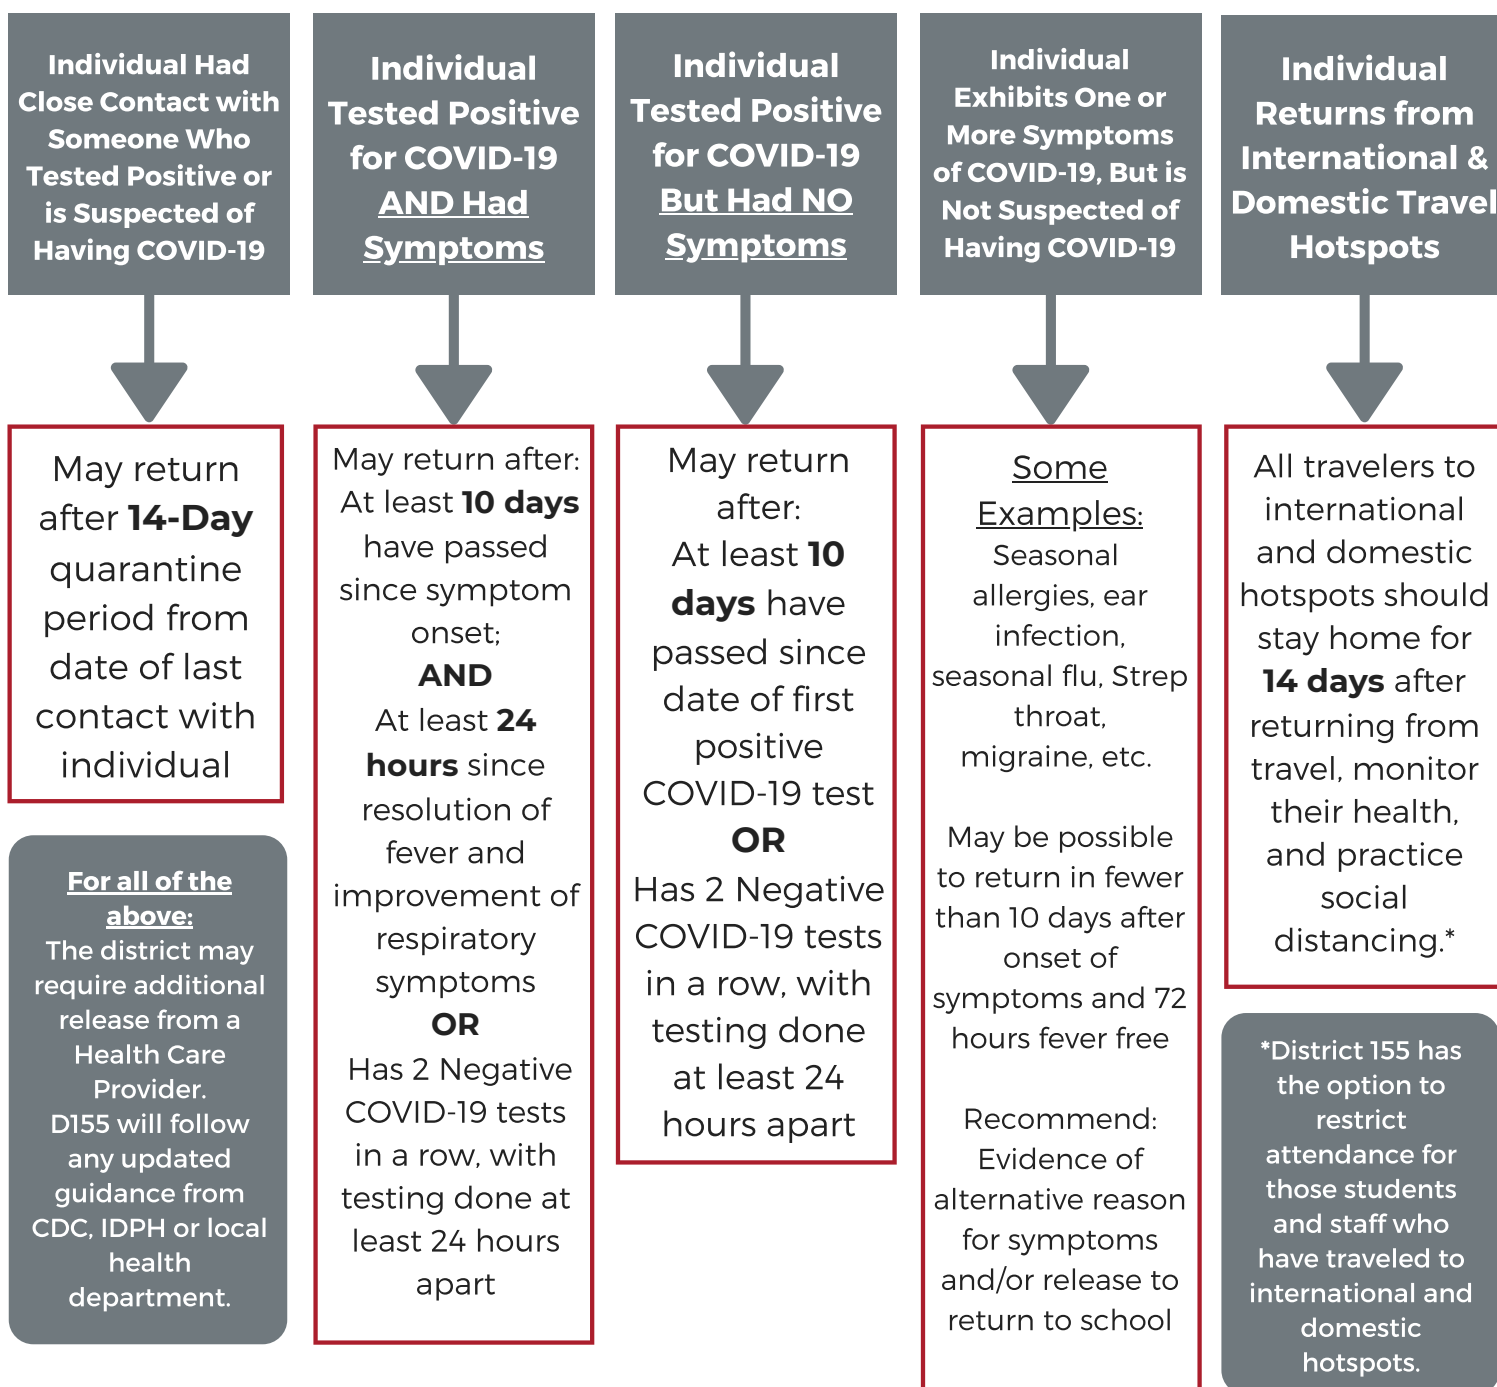 Individual Had
Close Contact with
Someone Who
Tested Positive or
is Suspected of
Having COVID-19
May return
after 14-Day
quarantine
period from
date of last
contact with
individual
For all of the
above:
The district may
require additional
release from a
Health Care
Provider.
D155 will follow
any updated
guidance from
CDC, IDPH or local
health
department.
Individual
Tested Positive
for COVID-19
AND Had
Symptoms
May return after:
At least 10 days
have passed
since symptom
onset;
AND
At least 24
hours since
resolution of
fever and
improvement of
respiratory
symptoms
OR
Has 2 Negative
COVID-19 tests
in a row, with
testing done at
least 24 hours
apart
Individual
Tested Positive
for COVID-19
But Had NO
Symptoms
May return
after:
At least 10
days have
passed since
date of first
positive
COVID-19 test
OR
Has 2 Negative
COVID-19 tests
in a row, with
testing done
at least 24
hours apart
Individual
Exhibits One or
More Symptoms
of COVID-19, But is
Not Suspected of
Having COVID-19
Some
Examples:
Seasonal
allergies, ear
infection,
seasonal flu, Strep
throat,
migraine, etc.
May be possible
to return in fewer
than 10 days after
onset of
symptoms and 72
hours fever free
Recommend:
Evidence of
alternative reason
for symptoms
and/or release to
return to school
Individual
Returns from
International &
Domestic Travel
Hotspots
All travelers to
international
and domestic
hotspots should
stay home for
14 days after
returning from
travel, monitor
their health,
and practice
social
distancing.*
*District 155 has
the option to
restrict
attendance for
those students
and staff who
have traveled to
international and
domestic
hotspots.